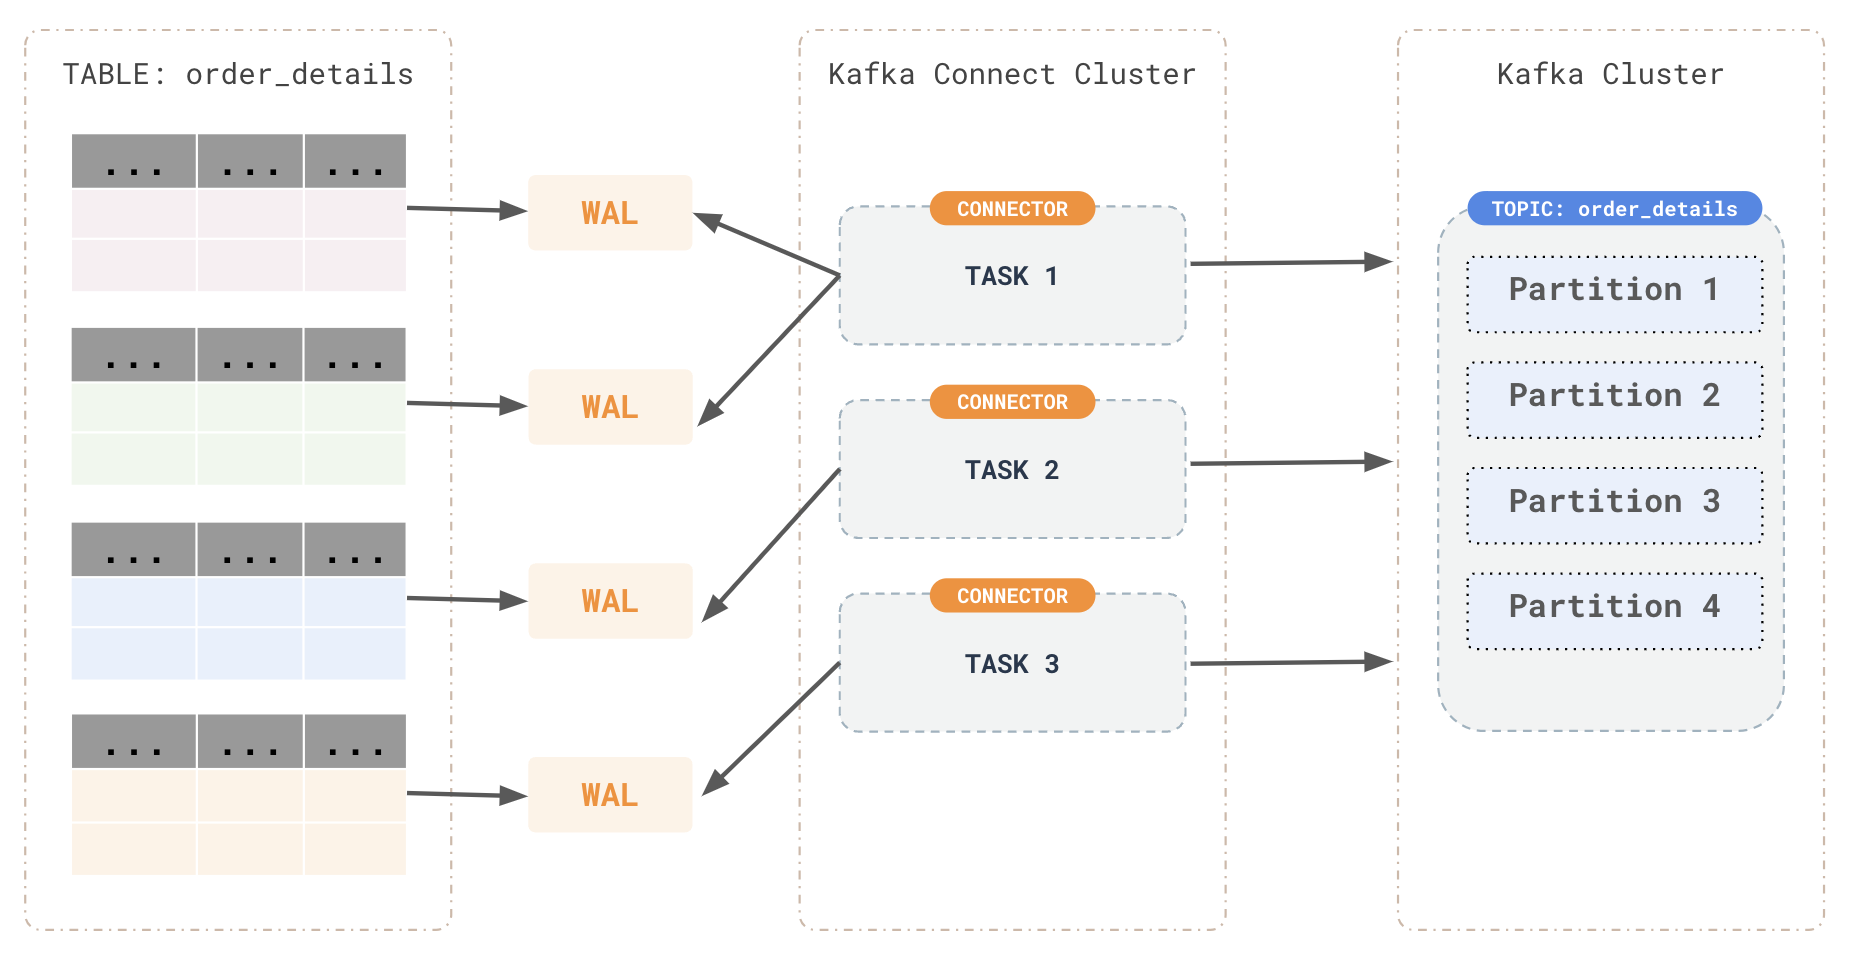 TABLE: order_details
... ... ...
... ... ...
... ... ...
... ... ...
WAL
WAL
WAL
WAL
Kafka Connect Cluster
CONNECTOR
TASK 1
CONNECTOR
TASK 2
CONNECTOR
TASK 3
Kafka Cluster
TOPIC: order_details
Partition 1
Partition 2
Partition 3
Partition 4